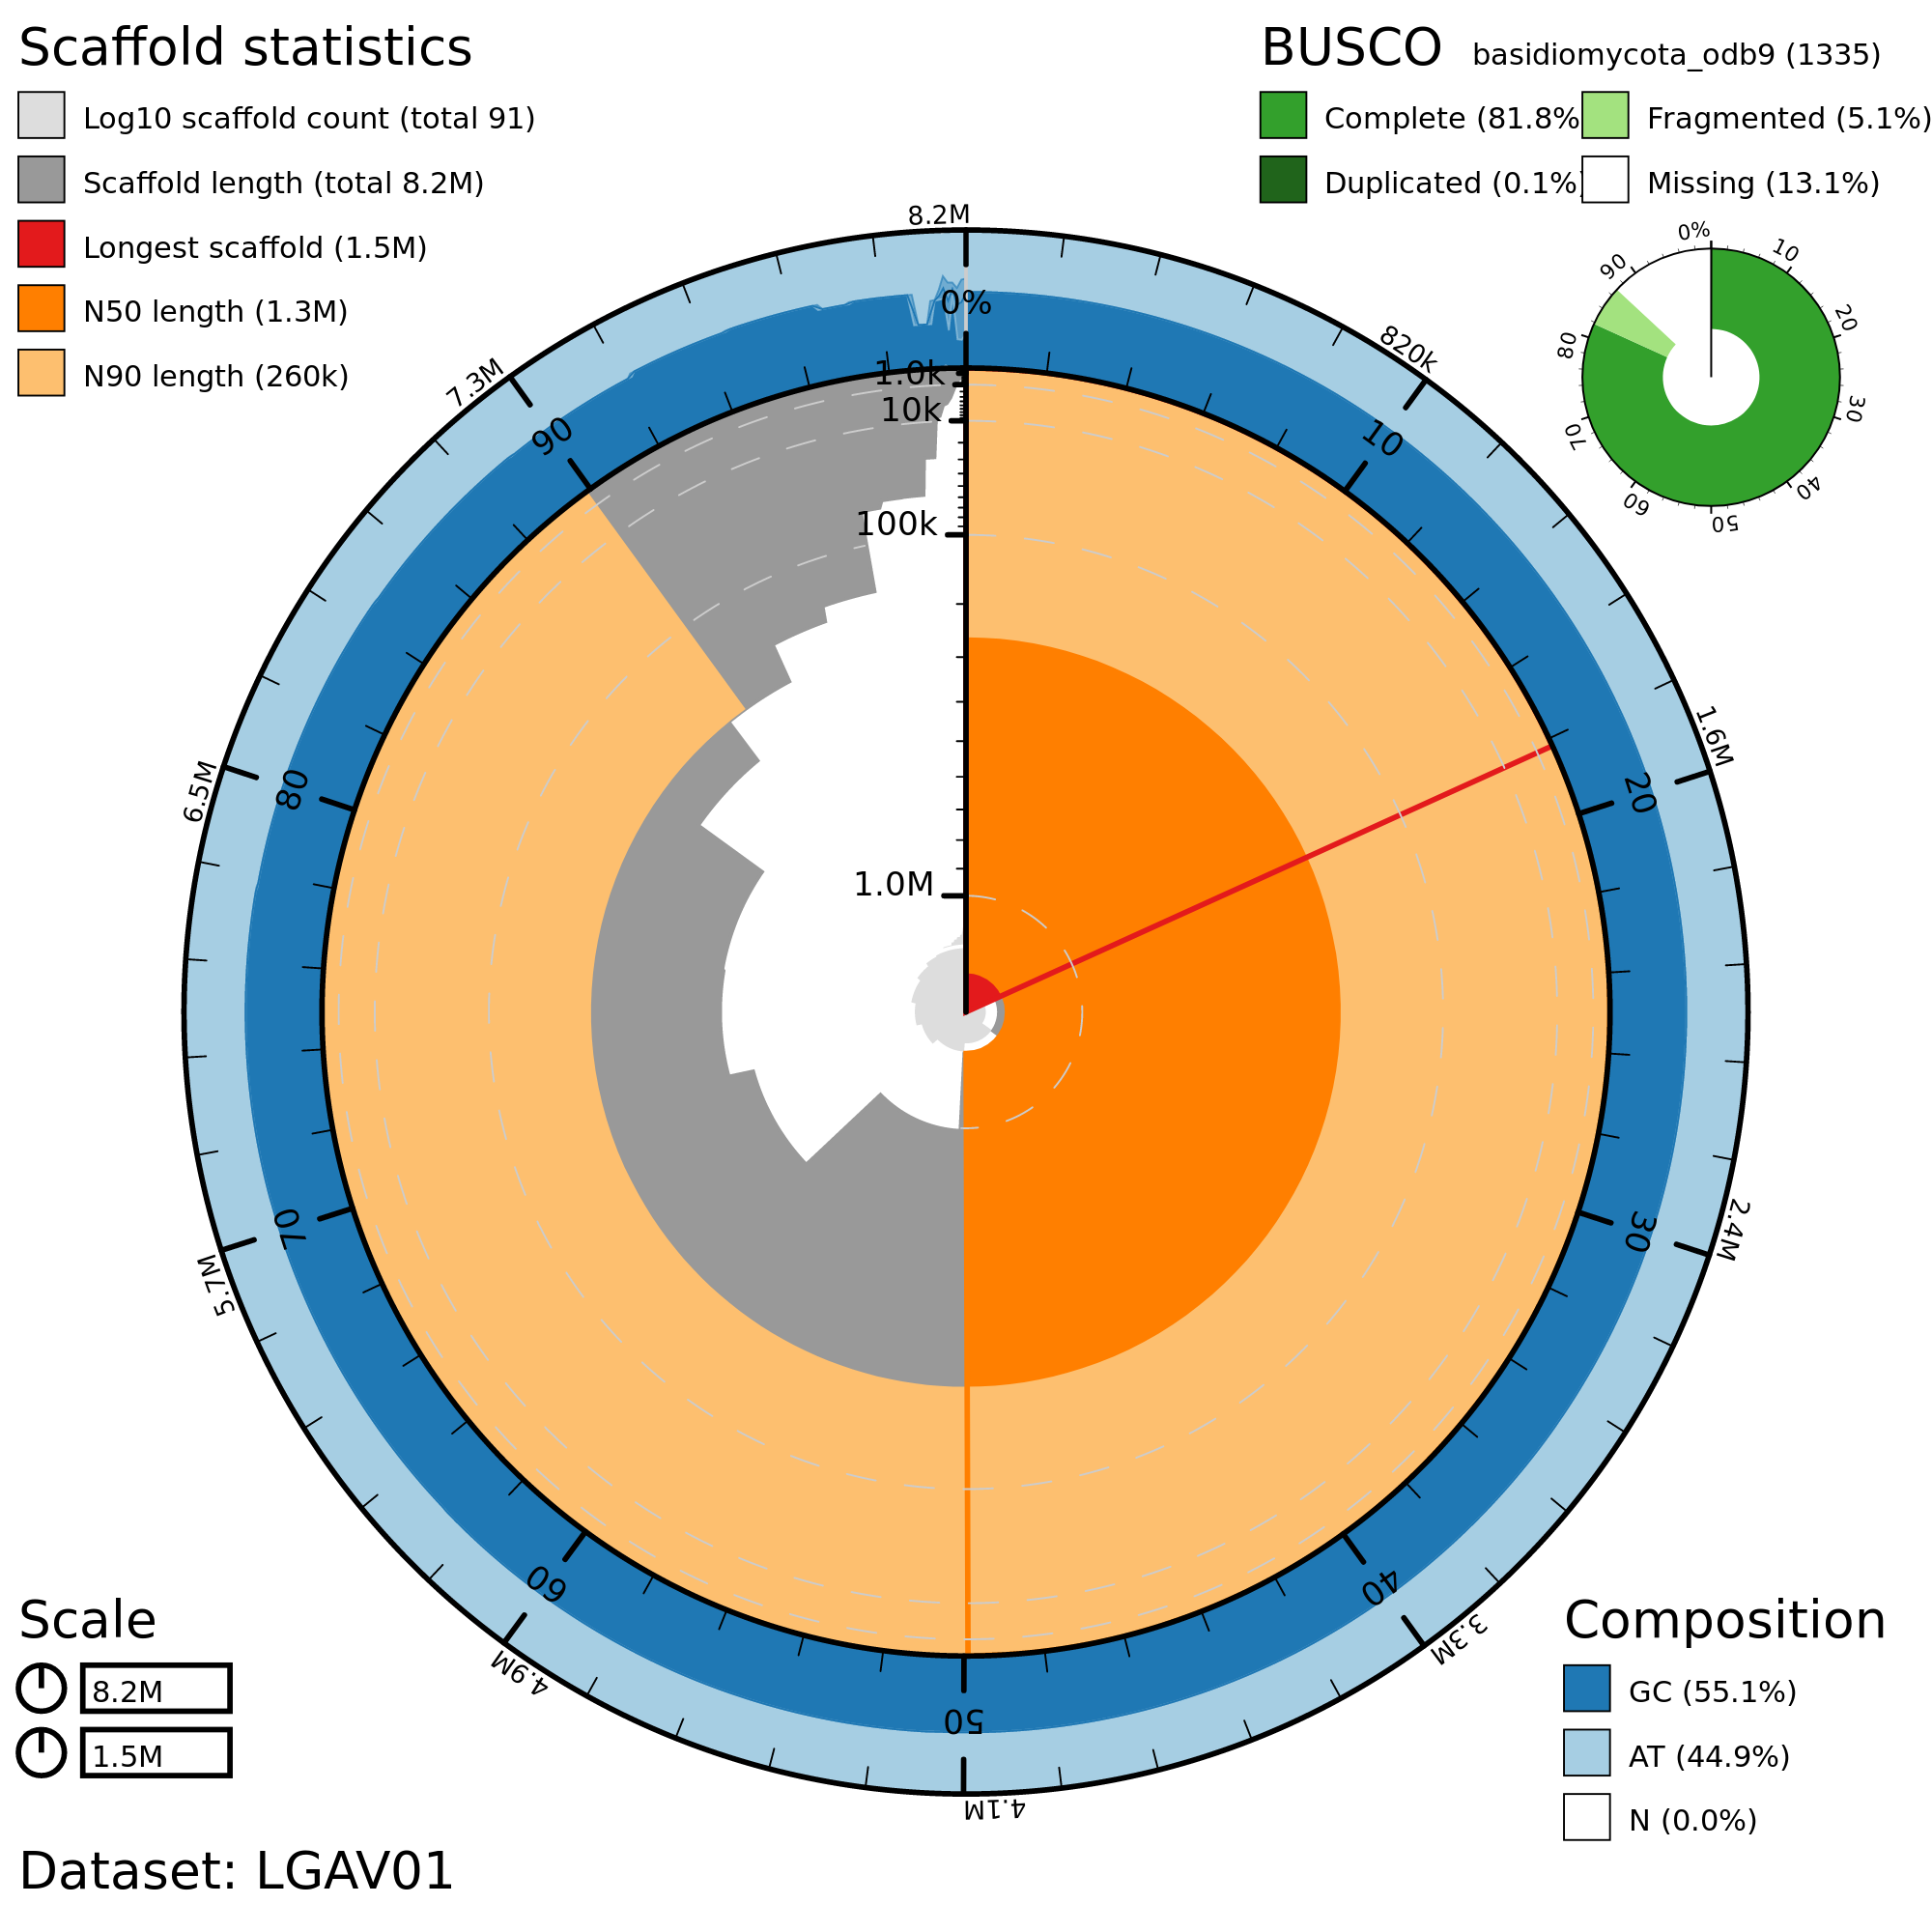 Scaffold statistics
Log10 scaffold count (total 91)
Scaffold length (total 8.2M)
Longest scaffold (1.5M)
N50 length (1.3M)
N90 length (260k)
BUSCO basidiomycota_odb9 (1335)
Complete (81.8%
Fragmented (5.1%)
Duplicated (0.1%)
Missing (13.1%)
0%
10
20
30
40
50
60
70
80
90
8.2M
820k
1.6M
2.4M
3.3M
4.1M
4.9M
5.7M
6.5M
7.3M
0%
10
20
30
40
50
60
70
80
90
1.0k
10k
100k
1.0M
Scale
8.2M
1.5M
Composition
GC (55.1%)
AT (44.9%)
N (0.0%)
Dataset: LGAV01